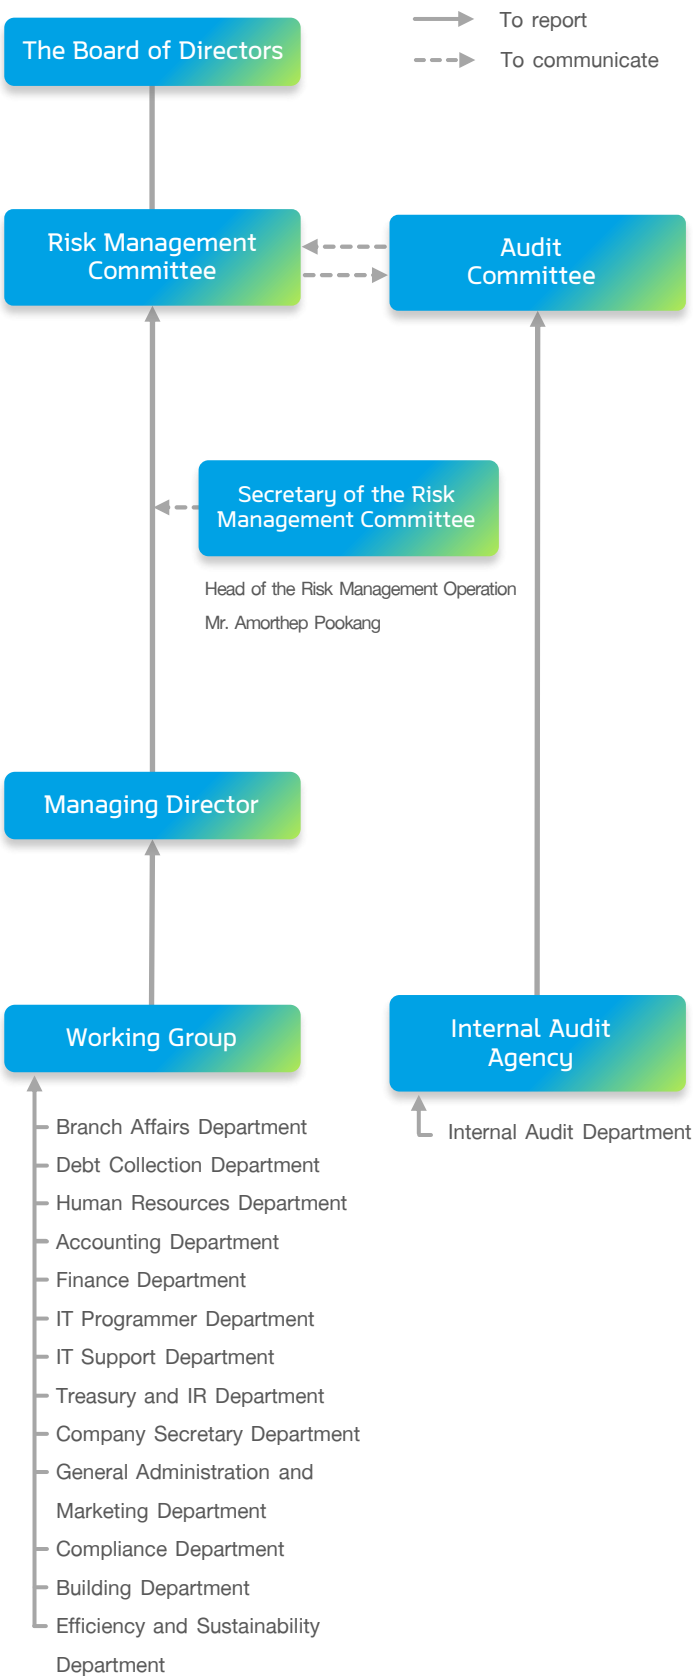 To report
To communicate
The Board of Directors
Risk Management
Committee
Audit
Committee
Secretary of the Risk
Management Committee
Head of the Risk Management Operation
Mr. Amorthep Pookang
Managing Director
Working Group
Internal Audit
Agency
Internal Audit Department
Branch Affairs Department
Debt Collection Department
Human Resources Department
Accounting Department
Finance Department
IT Programmer Department
IT Support Department
Treasury and IR Department
Company Secretary Department
General Administration and
Marketing Department
Compliance Department
Building Department
Efficiency and Sustainability
Department